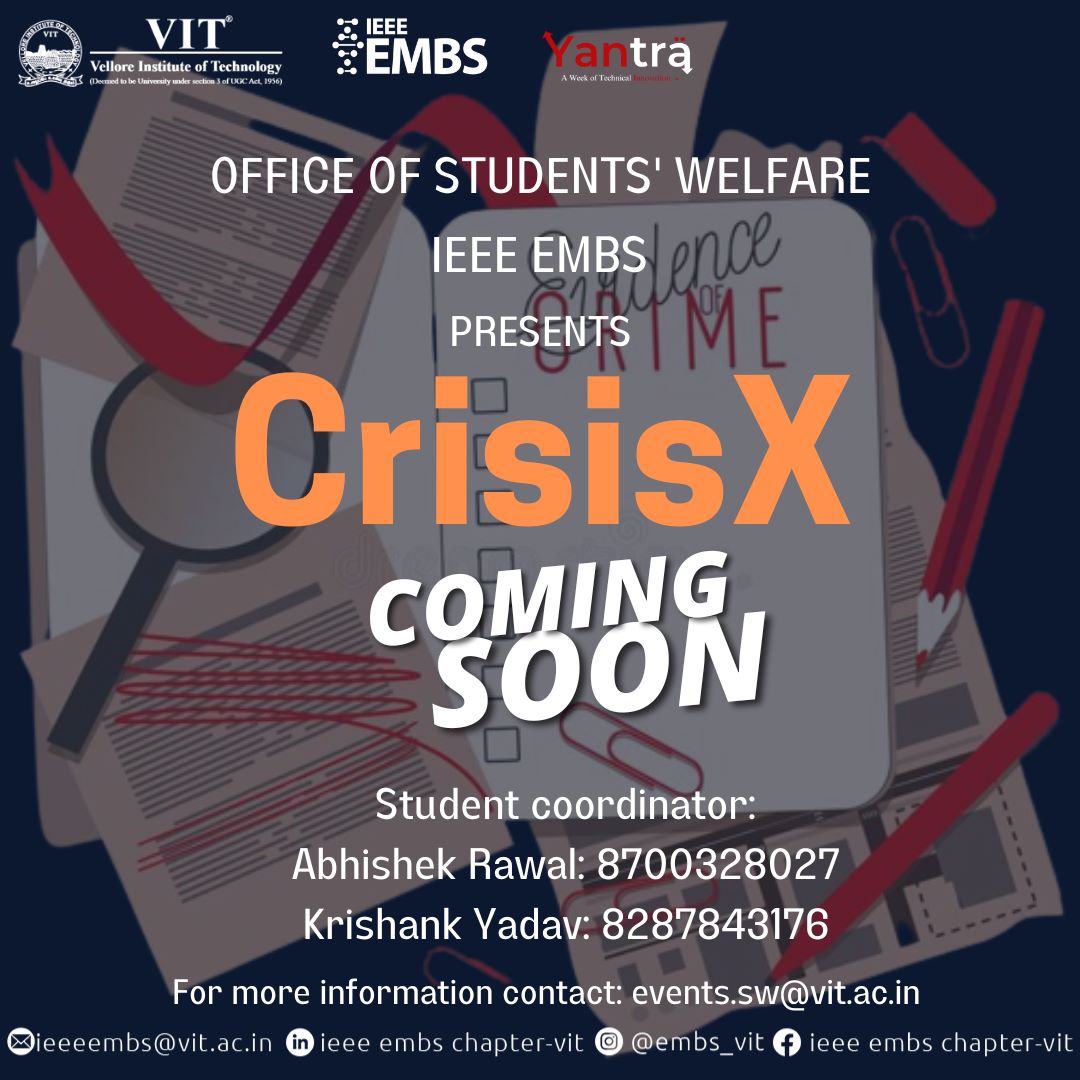 VIT®
Vellore Institute of Technology
(Deemed to be University under section 3 of UGC Act, 1956)
VIT
IEEE
EMBS
Yantra
A Week of Technical Innovation
OFFICE OF STUDENTS' WELFARE
IEEE EMBS
PRESENTS
Evidence
OF
CRIME
CrisisX
COMING
SOON
Student coordinator:
Abhishek Rawal: 8700328027
Krishank Yadav: 8287843176
For more information contact: events.sw@vit.ac.in
ieeeembs@vit.ac.in in ieee embs chapter-vit @embs_vit f ieee embs chapter-vit